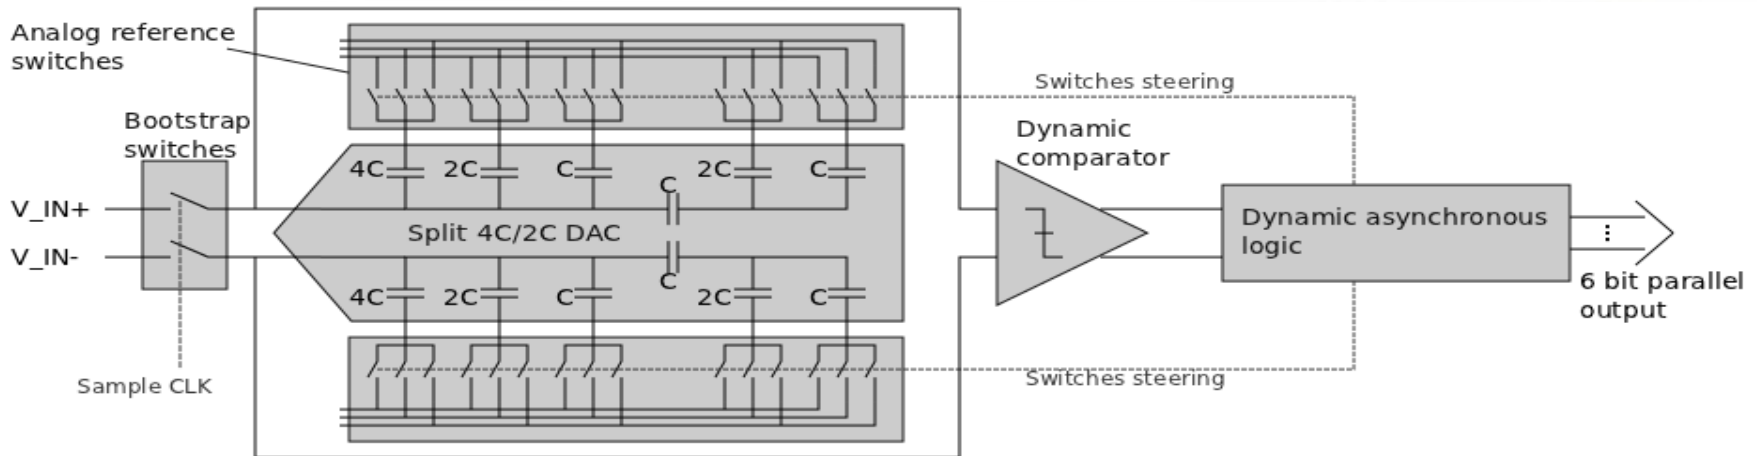 Analog reference
switches
Switches steering
Bootstrap
switches
Dynamic
comparator
4C
2C
C
C
2C
C
V_IN+
Split 4C/2C DAC
Dynamic asynchronous
logic
V_IN-
4C
2C
C
C
2C
C
6 bit parallel
output
Sample CLK
Switches steering